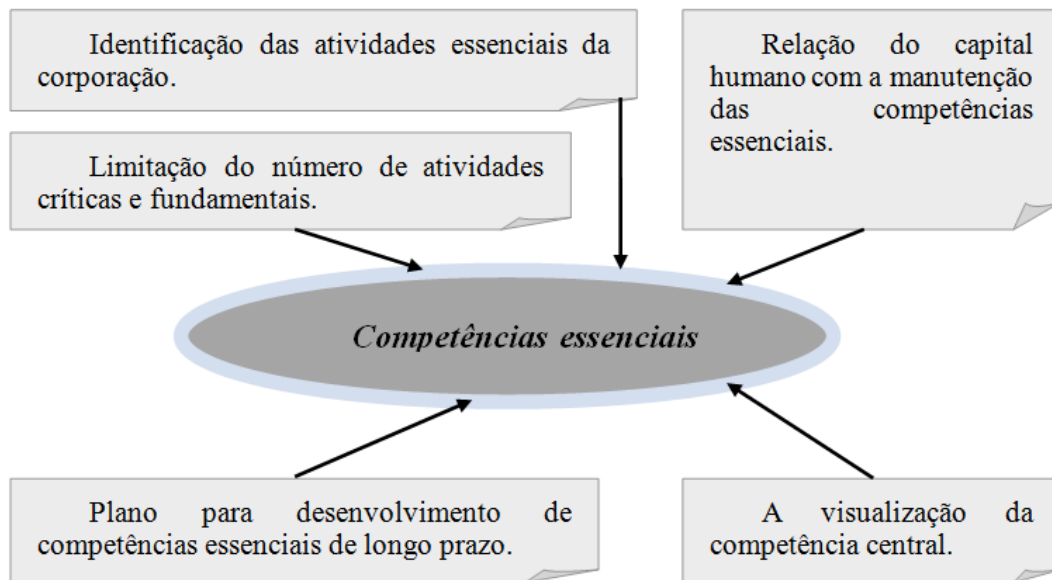 Identificação das atividades essenciais da
corporação.
Limitação do número de atividades
críticas e fundamentais.
Relação do capital
humano com a manutenção
das competências
essenciais.
Competências essenciais
Plano para desenvolvimento de
competências essenciais de longo prazo.
A visualização da
competência central.